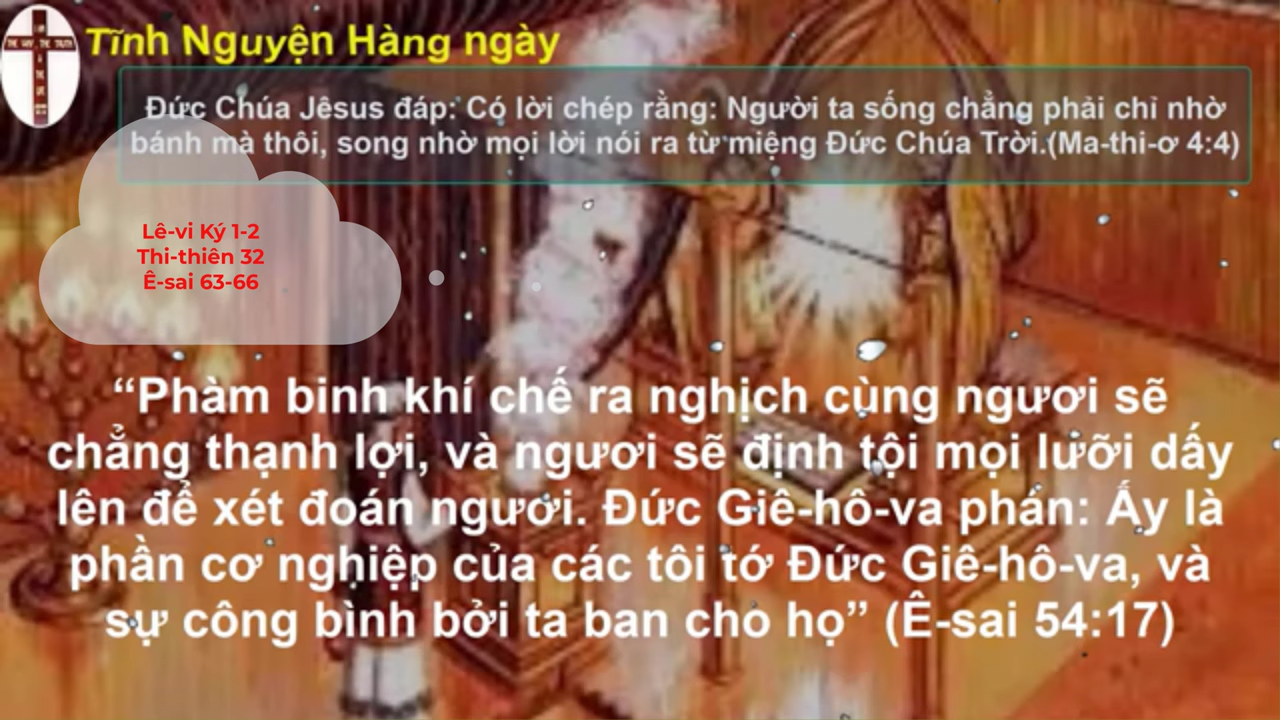 Tĩnh Nguyện Hàng ngày
Đức Chúa Jêsus đáp: Có lời chép rằng: Người ta sống chẳng phải chỉ nhờ
bánh mà thôi, song nhờ mọi lời nói ra từ miệng Đức Chúa Trời.(Ma-thi-ơ 4:4)
Lê-vi Ký 1-2
Thi-thiên 32
Ê-sai 63-66
“Phàm binh khí chế ra nghịch cùng ngươi sẽ
chẳng thạnh lợi, và ngươi sẽ định tội mọi lưỡi dấy
lên để xét đoán ngươi. Đức Giê-hô-va phán: Ấy là
phần cơ nghiệp của các tôi tớ Đức Giê-hô-va, và
sự công bình bởi ta ban cho họ” (Ê-sai 54:17)